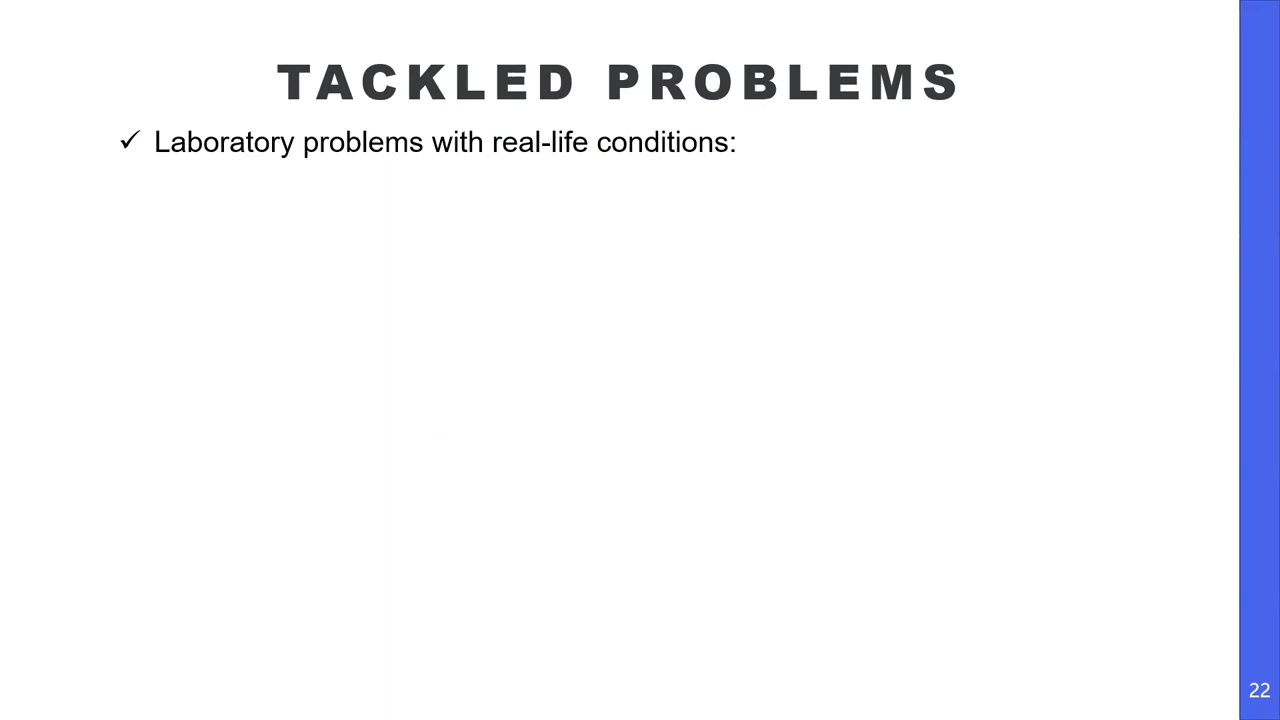 TACKLED PROBLEMS
✓ Laboratory problems with real-life conditions:
22